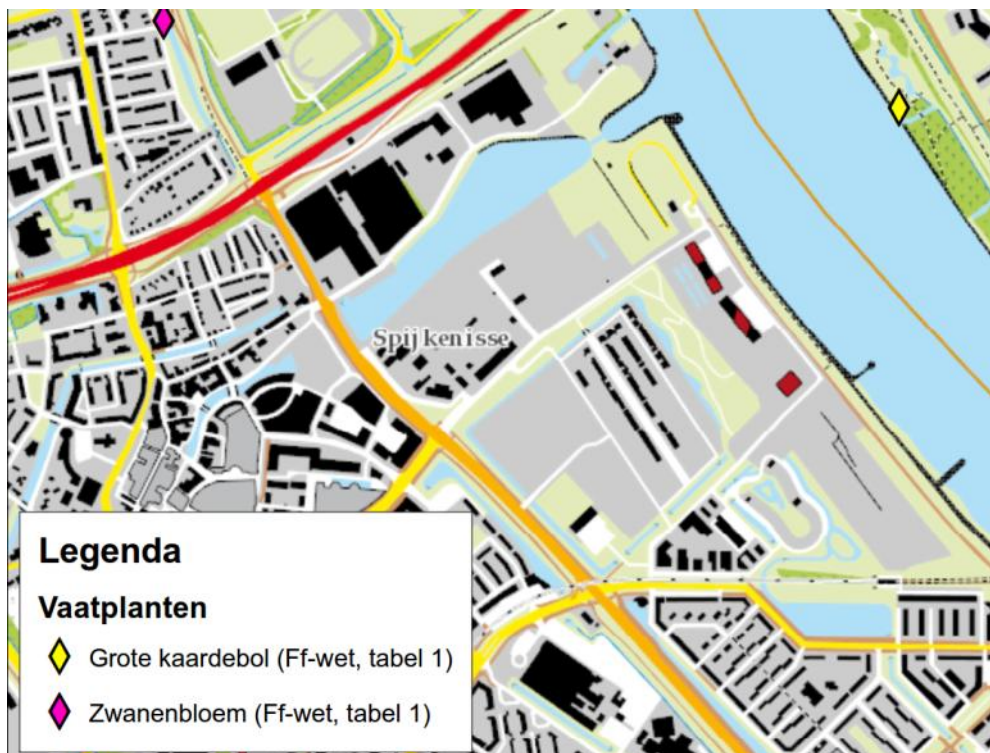 Spijkenisse
Legenda
Vaatplanten
Grote kaardebol (Ff-wet, tabel 1)
Zwanenbloem (Ff-wet, tabel 1)